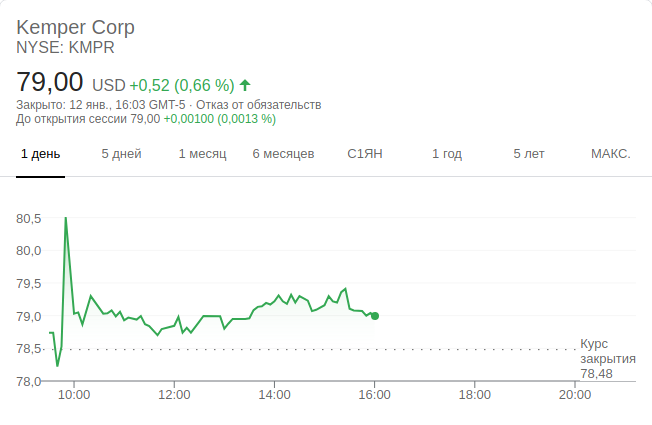 Kemper Corp
NYSE: KMPR
79,00 USD +0,52 (0,66 %)
Закрыто: 12 янв., 16:03 GMT-5 · Отказ от обязательств
До открытия сессии 79,00 +0,00100 (0,0013 %)
1 день 5 дней 1 месяц 6 месяцев С1ЯН 1 год 5 лет МАКС.
80,5
80,0
79,5
79,0
78,5
Курс
закрытия
78,48
78,0
10:00 12:00 14:00 16:00 18:00 20:00